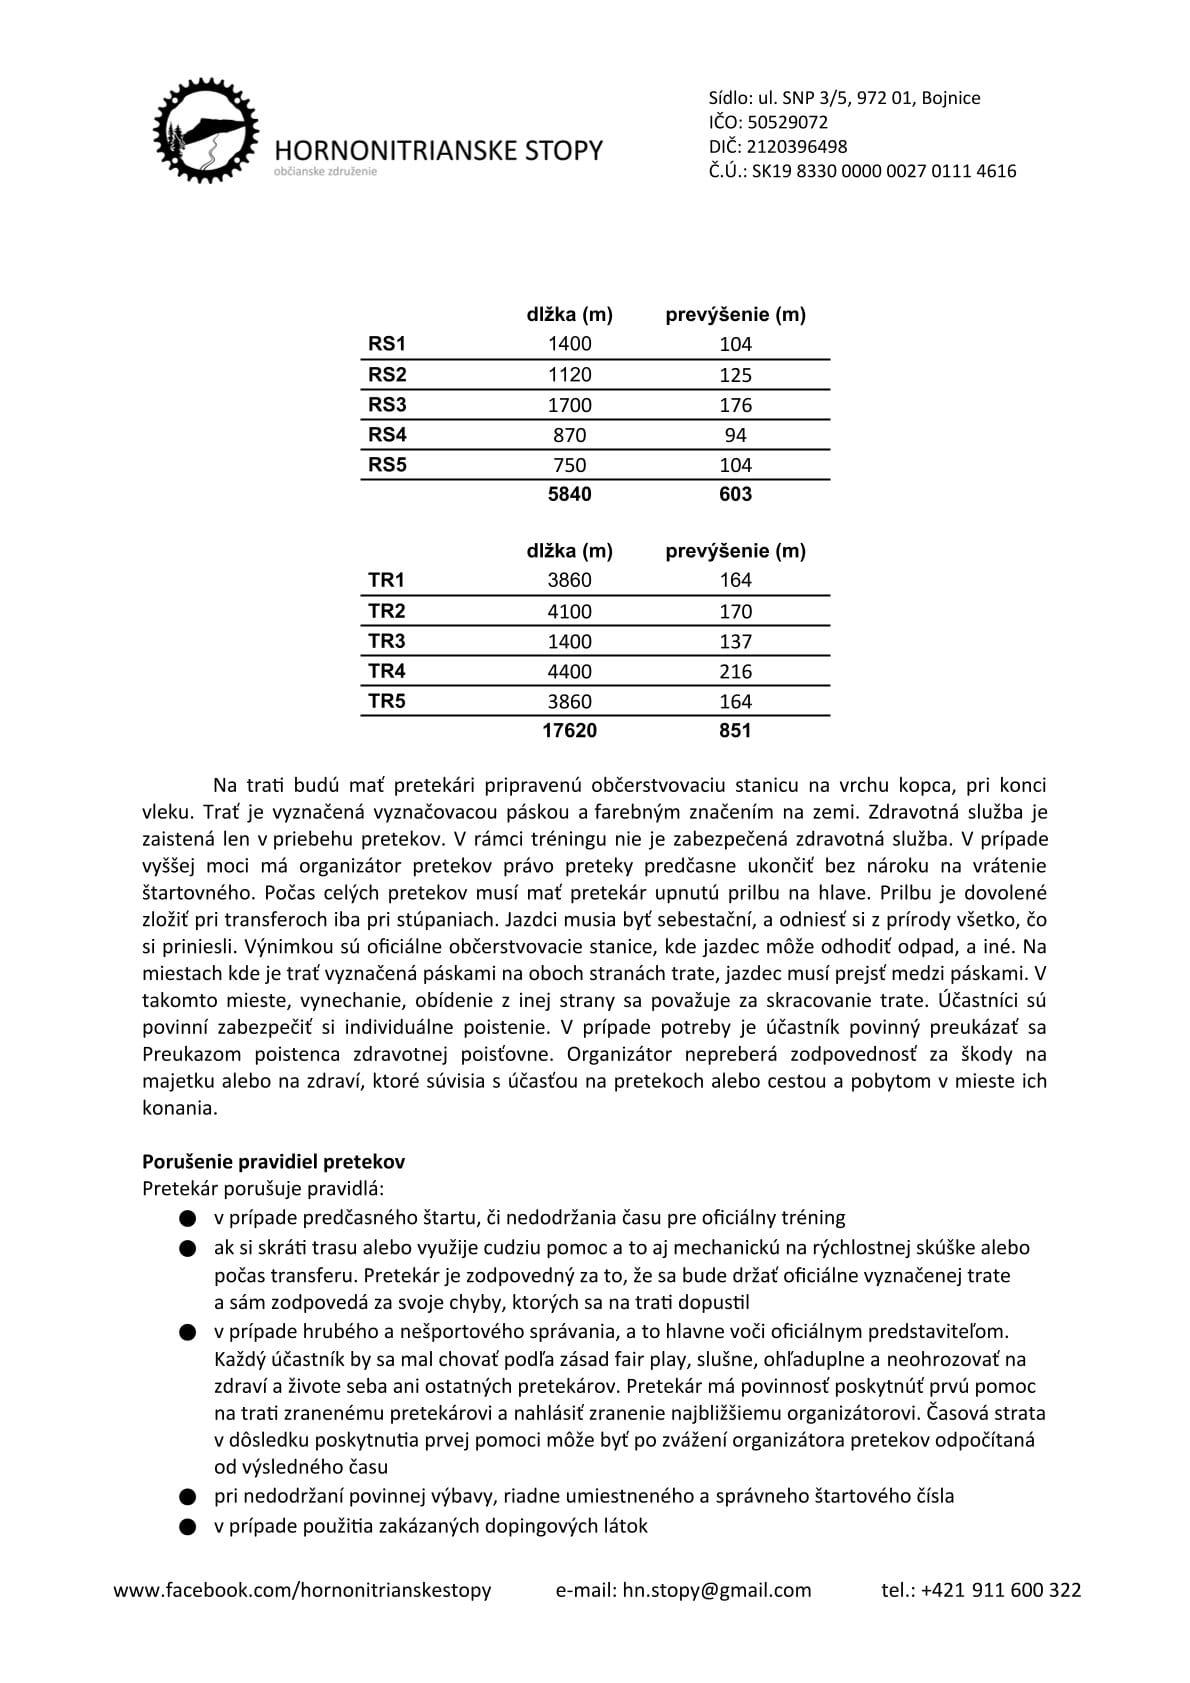 HORNONITRIANSKE STOPY
občianske združenie
Sídlo: ul. SNP 3/5, 972 01, Bojnice
IČO: 50529072
DIČ: 2120396498
Č.Ú.: SK19 8330 0000 0027 0111 4616
dlžka (m) prevýšenie (m)
RS1 1400 104
RS2 1120 125
RS3 1700 176
RS4 870 94
RS5 750 104
5840 603
dlžka (m) prevýšenie (m)
TR1 3860 164
TR2 4100 170
TR3 1400 137
TR4 4400 216
TR5 3860 164
17620 851
Na trati budú mať pretekári pripravenú občerstvovaciu stanicu na vrchu kopca, pri konci
vleku. Trať je vyznačená vyznačovacou páskou a farebným značením na zemi. Zdravotná služba je
zaistená len v priebehu pretekov. V rámci tréningu nie je zabezpečená zdravotná služba. V prípade
vyššej moci má organizátor pretekov právo preteky predčasne ukončiť bez nároku na vrátenie
štartovného. Počas celých pretekov musí mať pretekár upnutú prilbu na hlave. Prilbu je dovolené
zložiť pri transferoch iba pri stúpaniach. Jazdci musia byť sebestační, a odniesť si z prírody všetko, čo
si priniesli. Výnimkou sú oficiálne občerstvovacie stanice, kde jazdec môže odhodiť odpad, a iné. Na
miestach kde je trať vyznačená páskami na oboch stranách trate, jazdec musí prejsť medzi páskami. V
takomto mieste, vynechanie, obídenie z inej strany sa považuje za skracovanie trate. Účastníci sú
povinní zabezpečiť si individuálne poistenie. V prípade potreby je účastník povinný preukázať sa
Preukazom poistenca zdravotnej poisťovne. Organizátor nepreberá zodpovednosť za škody na
majetku alebo na zdraví, ktoré súvisia s účasťou na pretekoch alebo cestou a pobytom v mieste ich
konania.
Porušenie pravidiel pretekov
Pretekár porušuje pravidlá:
● v prípade predčasného štartu, či nedodržania času pre oficiálny tréning
● ak si skráti trasu alebo využije cudziu pomoc a to aj mechanickú na rýchlostnej skúške alebo
počas transferu. Pretekár je zodpovedný za to, že sa bude držať oficiálne vyznačenej trate
a sám zodpovedá za svoje chyby, ktorých sa na trati dopustil
● v prípade hrubého a nešportového správania, a to hlavne voči oficiálnym predstaviteľom.
Každý účastník by sa mal chovať podľa zásad fair play, slušne, ohľaduplne a neohrozovať na
zdraví a živote seba ani ostatných pretekárov. Pretekár má povinnosť poskytnúť prvú pomoc
na trati zranenému pretekárovi a nahlásiť zranenie najbližšiemu organizátorovi. Časová strata
v dôsledku poskytnutia prvej pomoci môže byť po zvážení organizátora pretekov odpočítaná
od výsledného času
● pri nedodržaní povinnej výbavy, riadne umiestneného a správneho štartového čísla
● v prípade použitia zakázaných dopingových látok
www.facebook.com/hornonitrianskestopy e-mail: hn.stopy@gmail.com tel.: +421 911 600 322